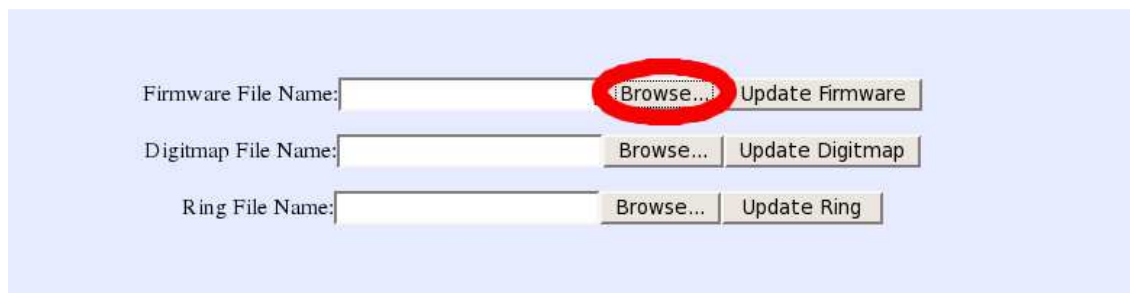 Firmware File Name: Browse... Update Firmware
Digitmap File Name: Browse... Update Digitmap
Ring File Name: Browse... Update Ring